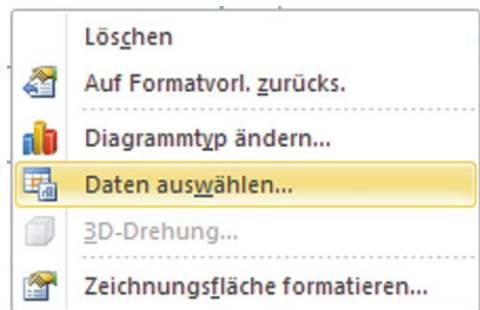 Löschen
Auf Formatvorl. zurücks.
Diagrammtyp ändern...
Daten auswählen...
3D-Drehung...
Zeichnungsfläche formatieren...